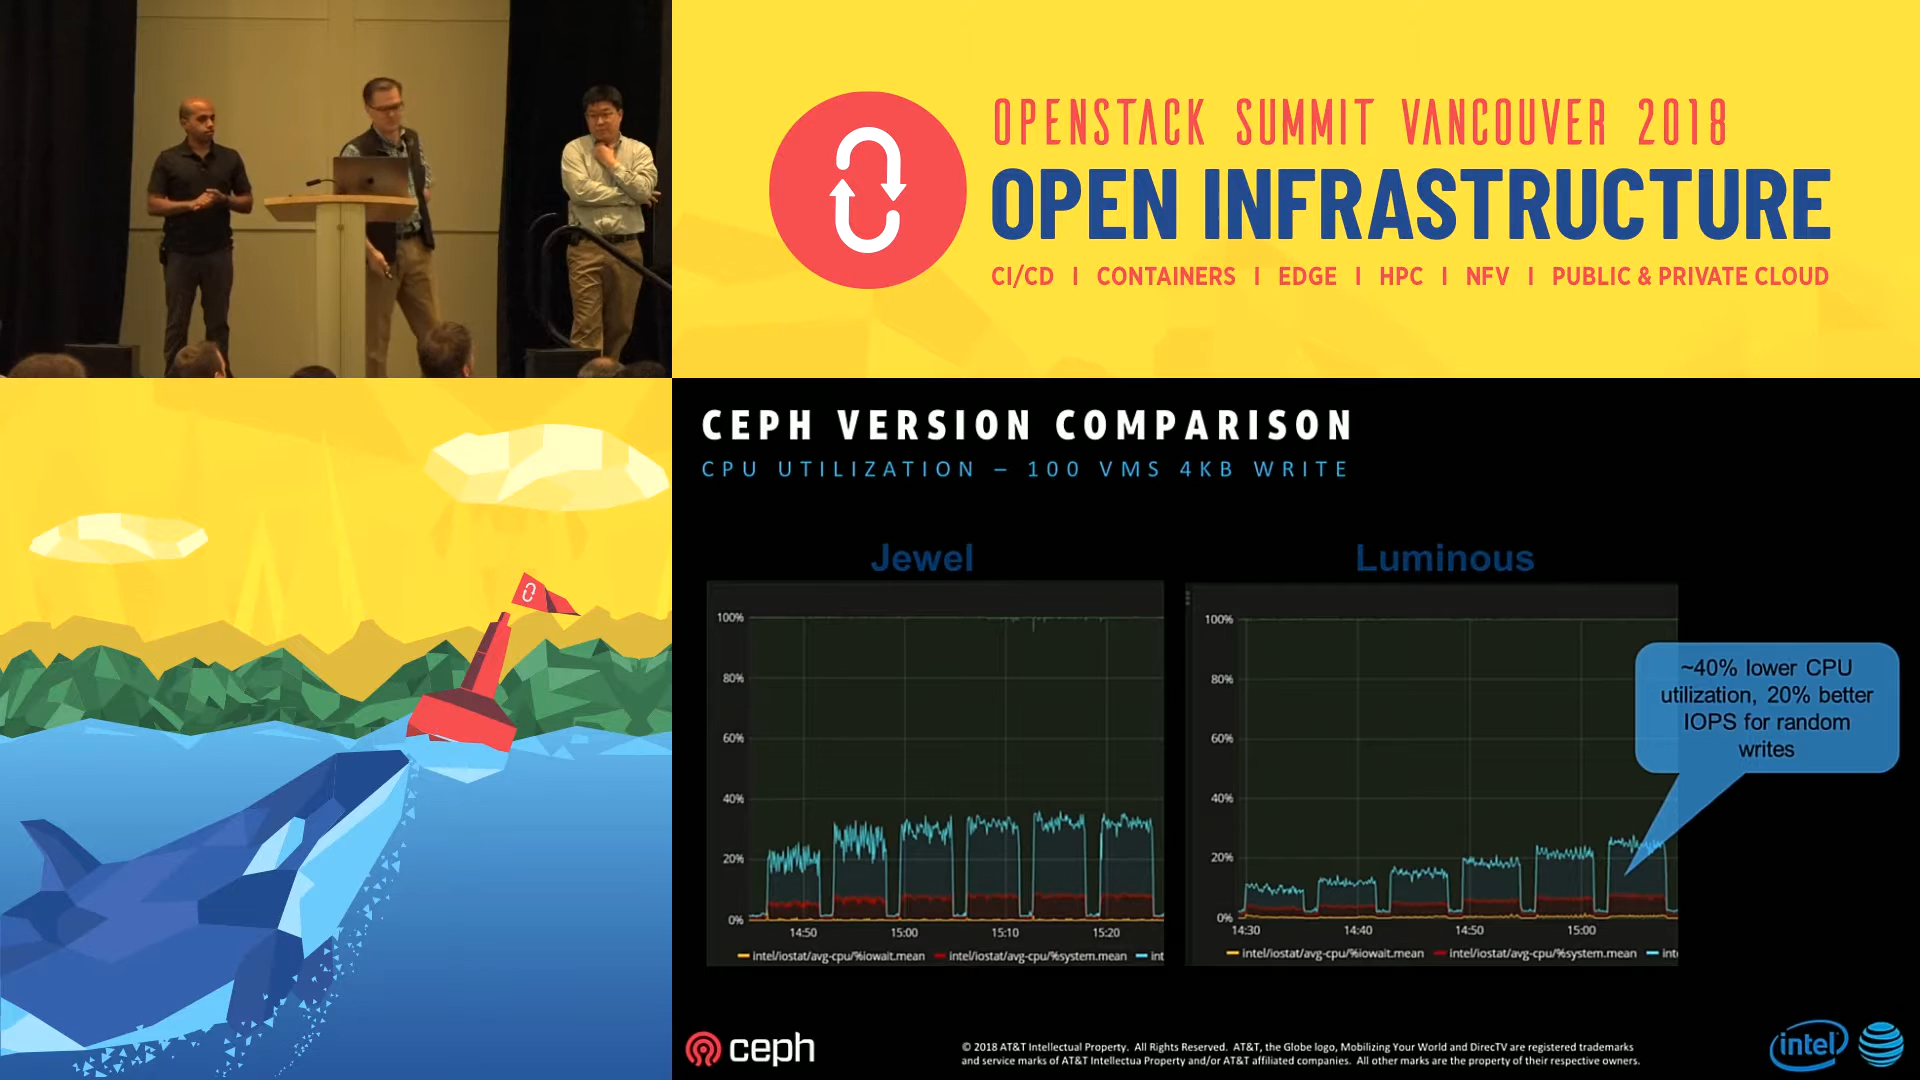 OPENSTACK SUMMIT VANCOUVER 2018
OPEN INFRASTRUCTURE
CI/CD | CONTAINERS | EDGE | HPC | NFV | PUBLIC & PRIVATE CLOUD
CEPH VERSION COMPARISON
CPU UTILIZATION – 100 VMS 4KB WRITE
Jewel
100%
80%
60%
40%
20%
0%
14:50 15:00 15:10 15:20
intel/iostat/avg-cpu/%iowait.mean intel/iostat/avg-cpu/%system.mean int
Luminous
100%
80%
60%
40%
20%
0%
14:30 14:40 14:50 15:00
intel/iostat/avg-cpu/%iowait.mean intel/iostat/avg-cpu/%system.mean int
~40% lower CPU
utilization, 20% better
IOPS for random
writes
ceph
© 2018 AT&T Intellectual Property. All Rights Reserved. AT&T, the Globe logo, Mobilizing Your World and DirecTV are registered trademarks
and service marks of AT&T Intellectua Property and/or AT&T affiliated companies. All other marks are the property of their respective owners.
intel